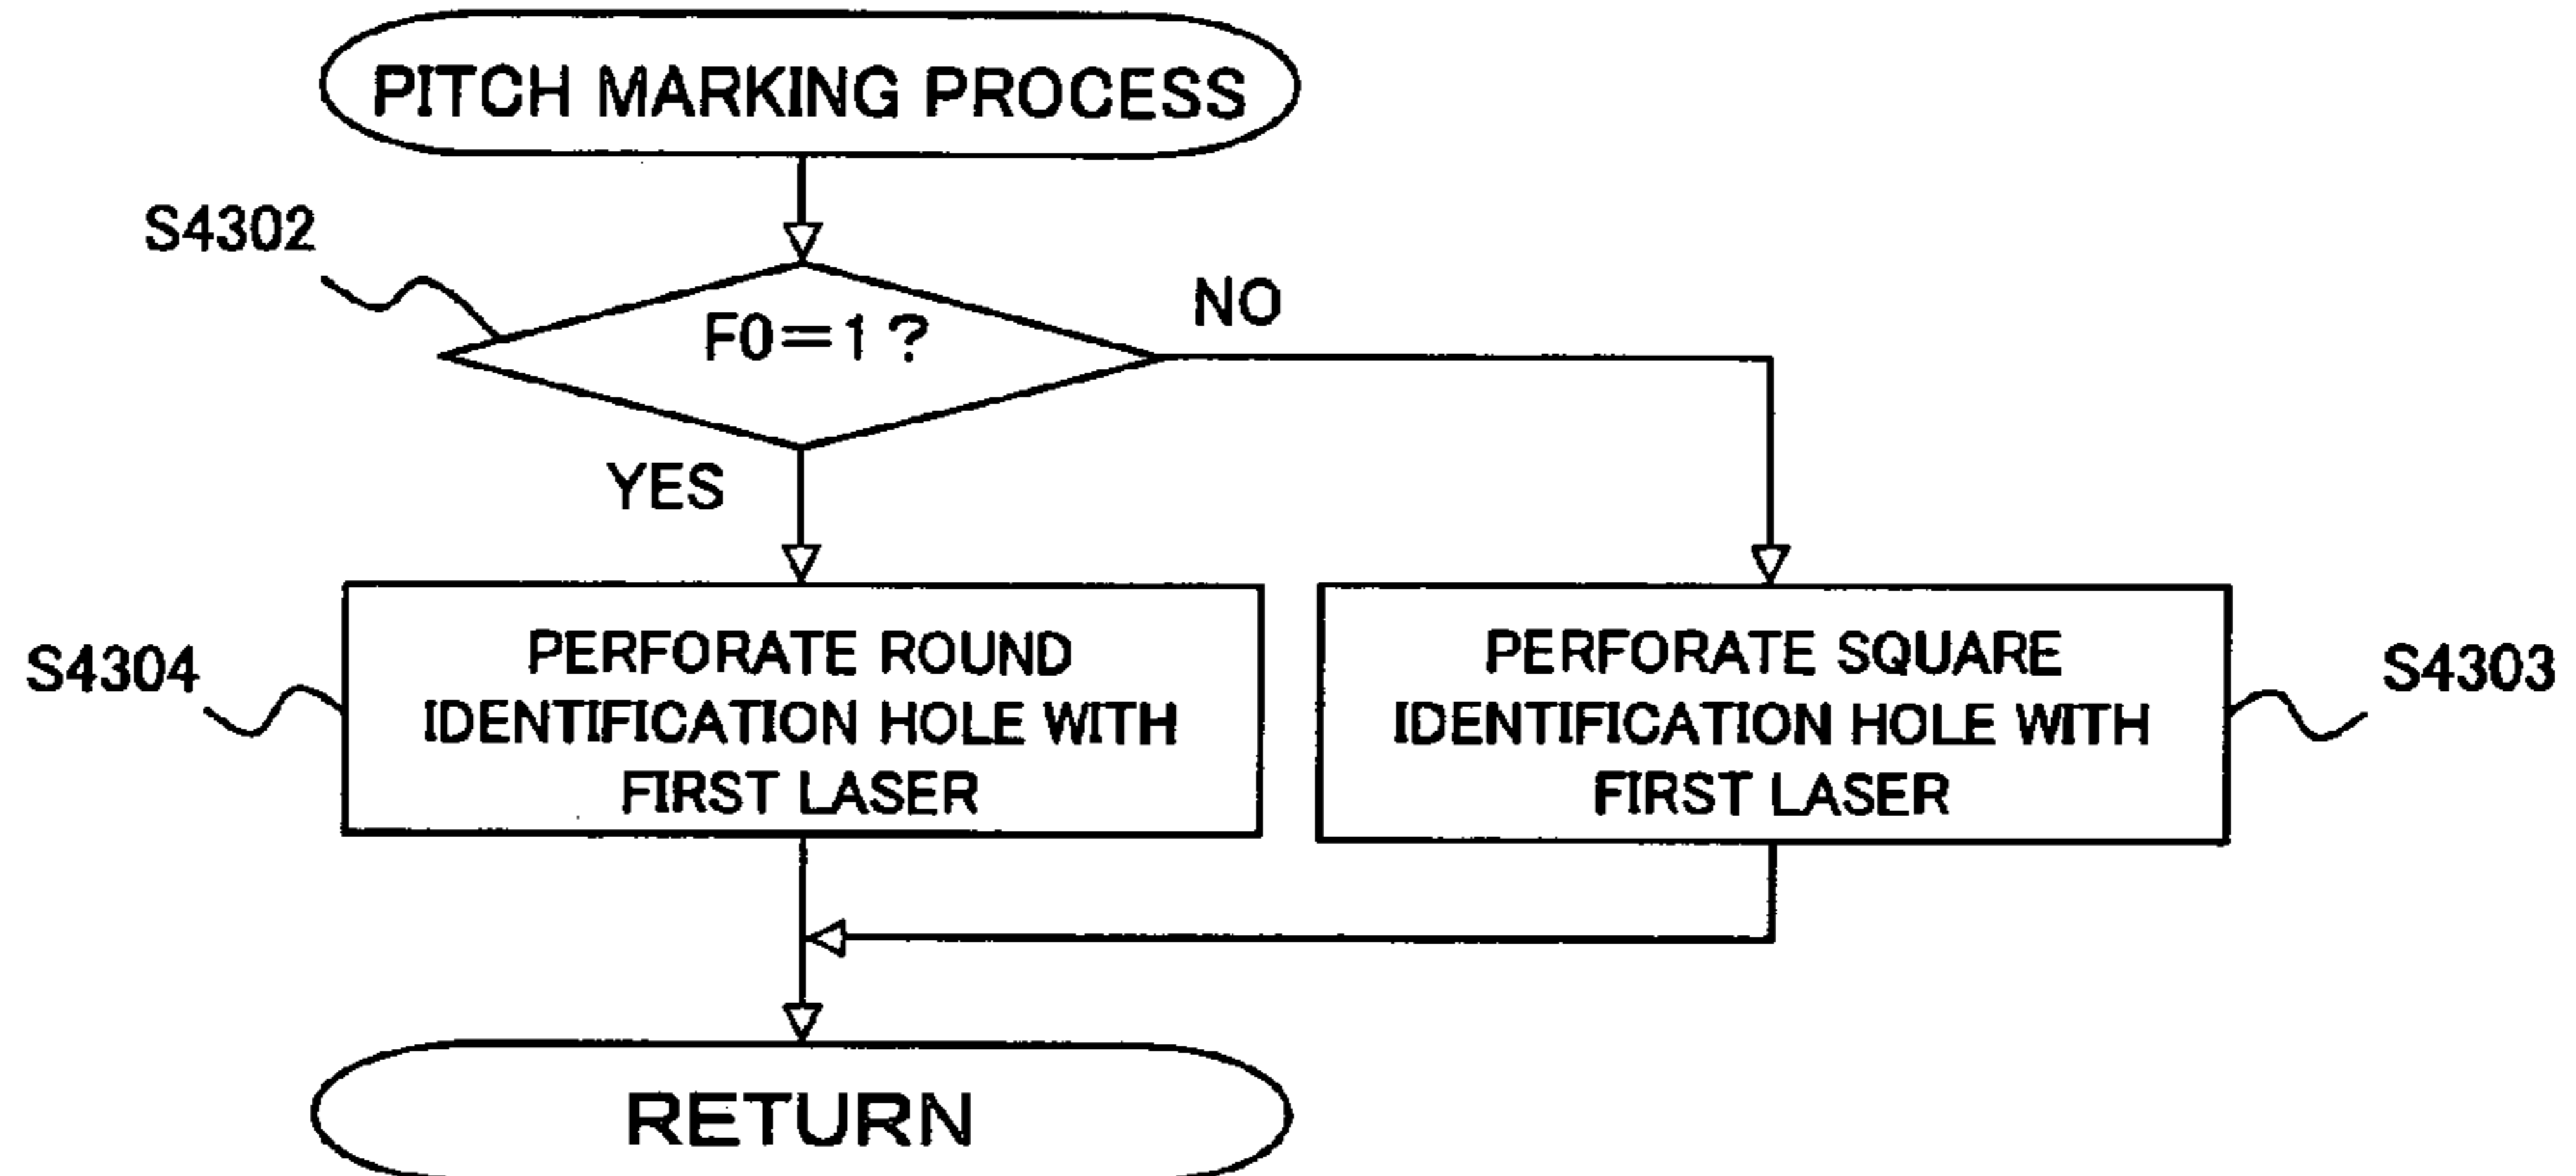 PITCH MARKING PROCESS
S4302
F0=1?
NO
YES
S4304
PERFORATE ROUND
IDENTIFICATION HOLE WITH
FIRST LASER
PERFORATE SQUARE
IDENTIFICATION HOLE WITH
FIRST LASER
S4303
RETURN